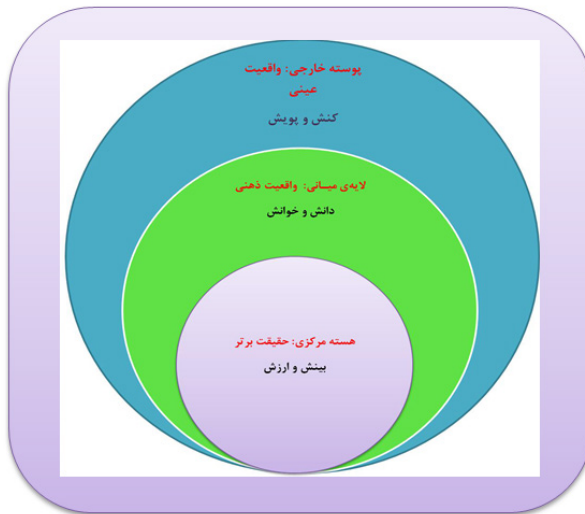 پوسته خارجی: واقعیت
عینی
کنش و پویش
لایه‌ی میانی: واقعیت ذهنی
دانش و خوانش
هسته مرکزی: حقیقت برتر
بینش و ارزش